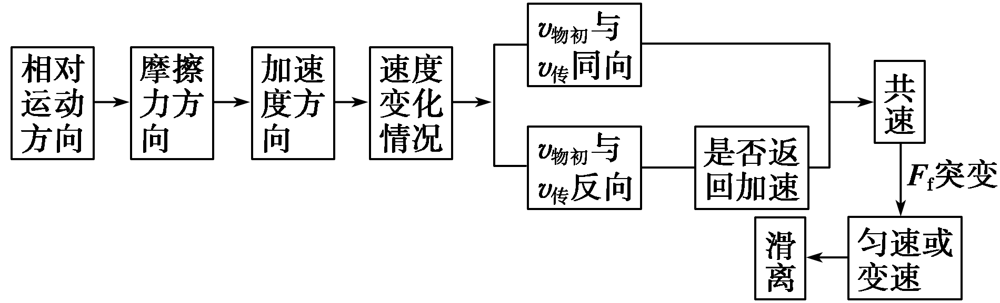 相对
运动
方向
摩擦
力方
向
加速
度方
向
速度
变化
情况
v物初与
v传同向
v物初与
v传反向
是否返
回加速
共
速
Ff突变
匀速或
变速
滑
离